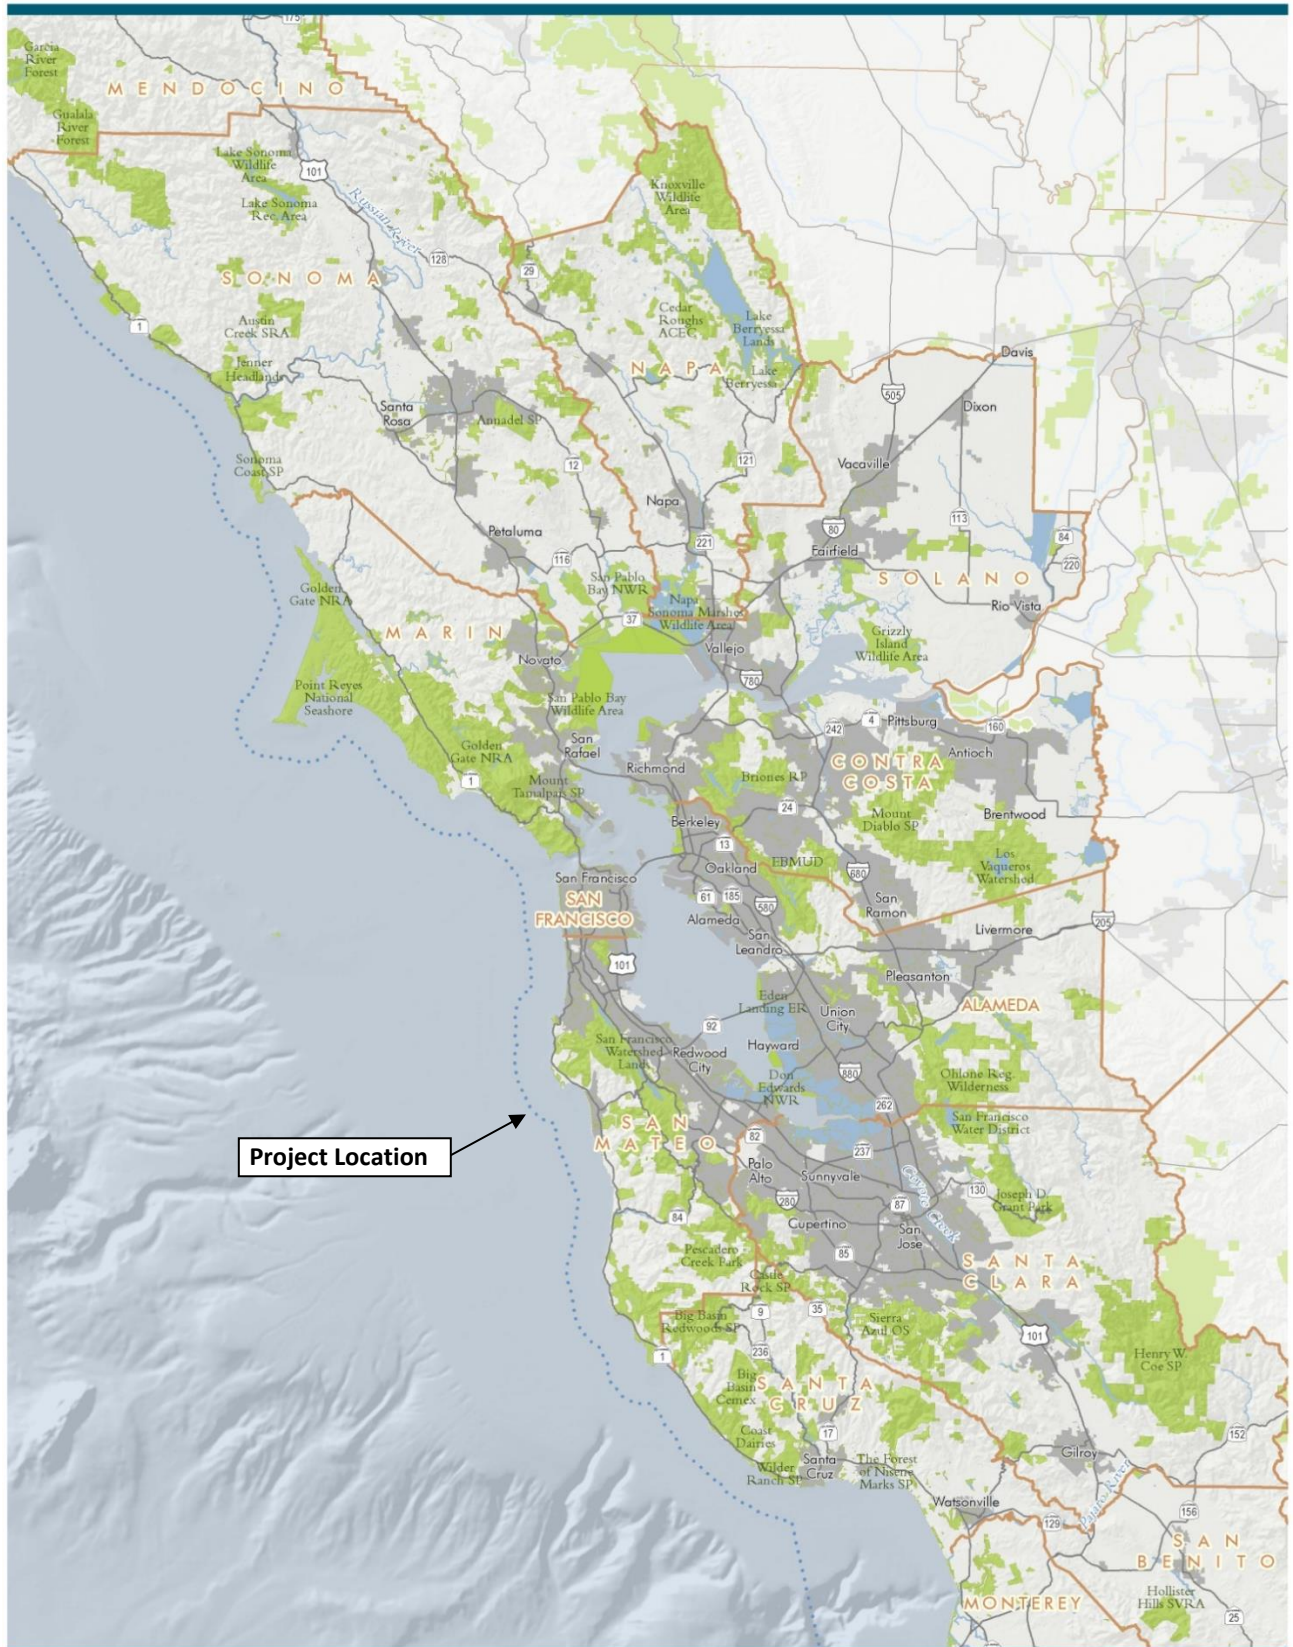 175
Garcia
River
Forest
MENDOCINO
Gualala
River
Forest
Lake Sonoma
Wildlife
Area
101
Lake Sonoma
Rec. Area
Russian River
Knoxville
Wildlife
Area
128
29
SONOMA
1
Austin
Creek SRA
Cedar
Roughs
ACEC
Lake
Berryessa
Lands
Jenner
Headlands
NAPA
Lake
Berryessa
Davis
505
Dixon
Santa
Rosa
Annadel SP
Sonoma
Coast SP
12
121
Vacaville
Napa
80
113
84
Petaluma
221
Fairfield
220
116
San Pablo
Bay NWR
SOLANO
Golden
Gate NRA
Napa
Sonoma Marshes
Wildlife Area
Rio Vista
37
MARIN
Vallejo
Grizzly
Island
Wildlife Area
Novato
780
Point Reyes
National
Seashore
San Pablo Bay
Wildlife Area
4
Pittsburg
160
242
San
Rafael
Golden
Gate NRA
Antioch
Richmond
CONTRA
COSTA
1
Mount
Tamalpais SP
Briones RP
24
Mount
Diablo SP
Brentwood
Berkeley
13
Oakland
EBMUD
Los
Vaqueros
Watershed
680
San Francisco
SAN
FRANCISCO
61
185
580
San
Ramon
Alameda
205
San
Leandro
Livermore
101
Pleasanton
Eden
Landing ER
Union
City
ALAMEDA
92
San Francisco
Watershed
Lands
Redwood
City
Hayward
880
Don
Edwards
NWR
Ohlone Reg.
Wilderness
262
San Francisco
Water District
SAN
MATEO
82
237
Project Location
Palo
Alto
Sunnyvale
Coyote Creek
130
Joseph D.
Grant Park
280
87
84
Cupertino
San
Jose
85
Pescadero
Creek Park
SANTA
CLARA
Castle
Rock SP
9
35
Big Basin
Redwoods SP
Sierra
Azul OS
101
236
1
Henry W.
Coe SP
Big
Basin
Cemex
SANTA
CRUZ
Coast
Dairies
17
152
Gilroy
Wilder
Ranch SP
Santa
Cruz
The Forest
of Nisene
Marks SP
Pajaro River
Watsonville
129
156
SAN
BENITO
Hollister
Hills SVRA
MONTEREY
25